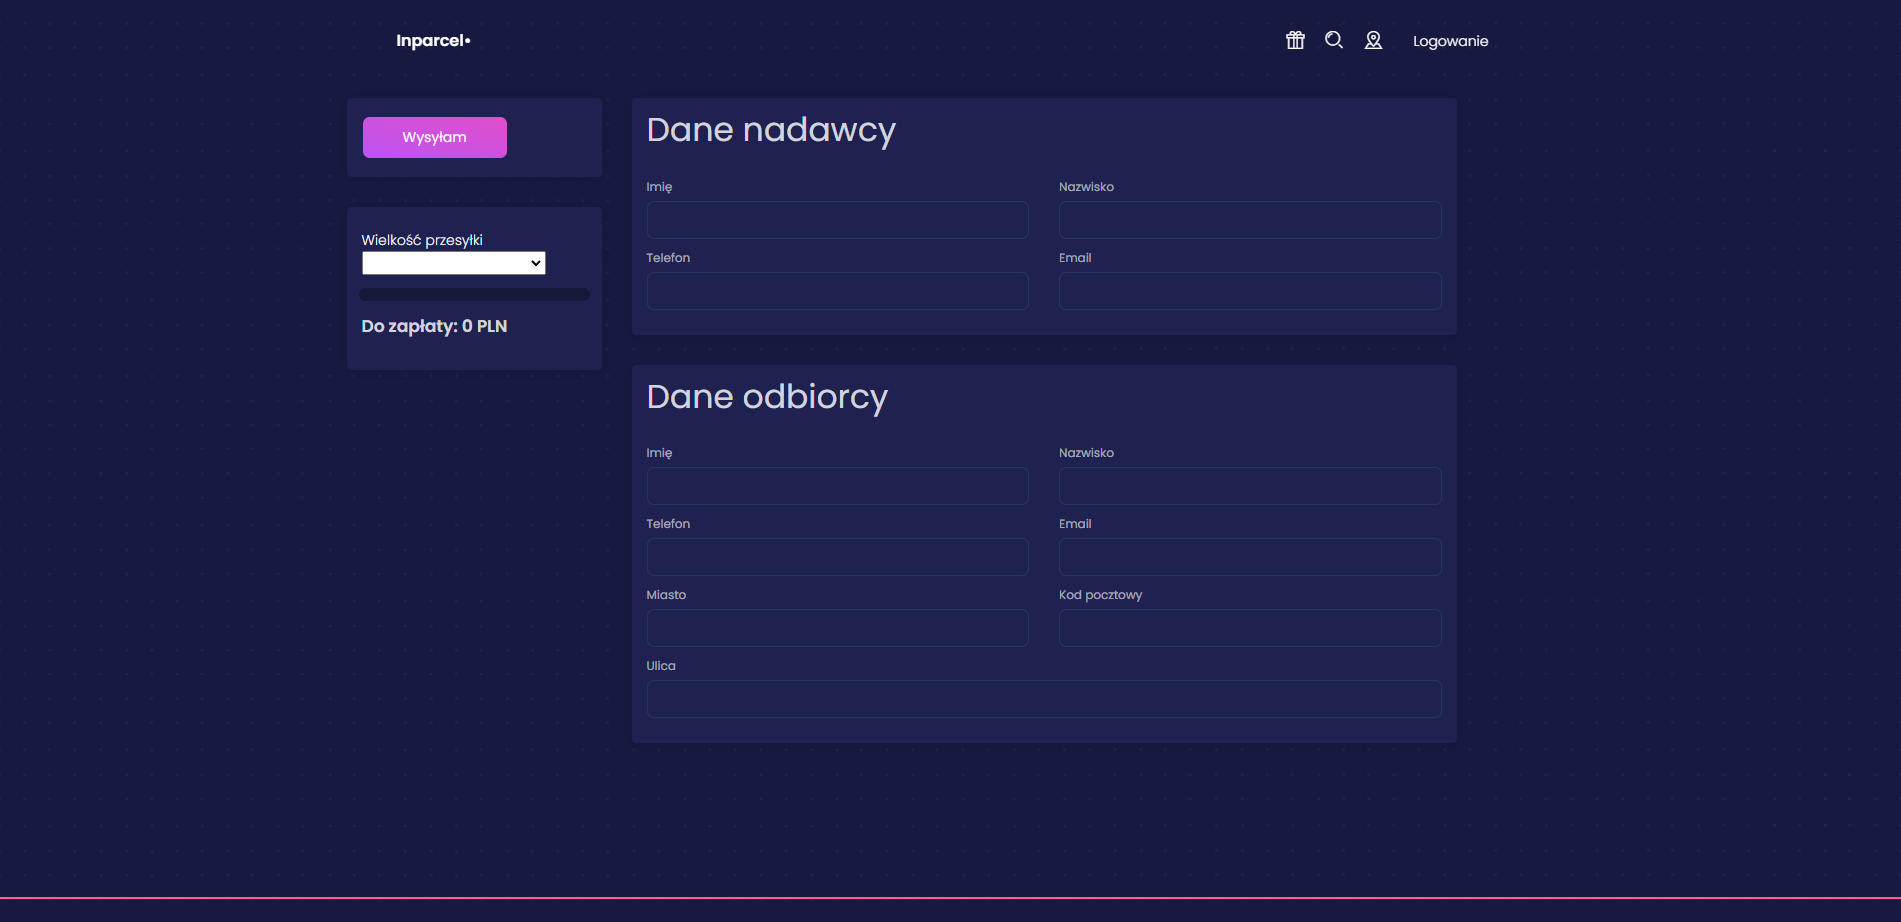 Inparcel•
Logowanie
Wysyłam
Wielkość przesyłki
Do zapłaty: 0 PLN
Dane nadawcy
Imię
Nazwisko
Telefon
Email
Dane odbiorcy
Imię
Nazwisko
Telefon
Email
Miasto
Kod pocztowy
Ulica